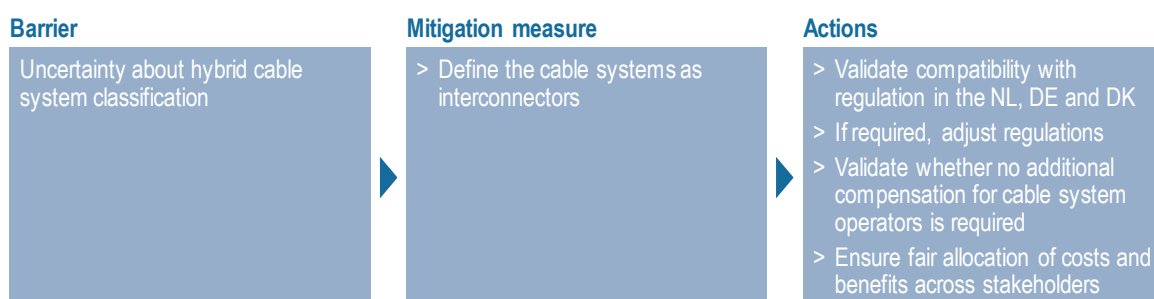 Barrier
Uncertainty about hybrid cable
system classification
Mitigation measure
> Define the cable systems as
interconnectors
Actions
> Validate compatibility with
regulation in the NL, DE and DK
> If required, adjust regulations
> Validate whether no additional
compensation for cable system
operators is required
> Ensure fair allocation of costs and
benefits across stakeholders